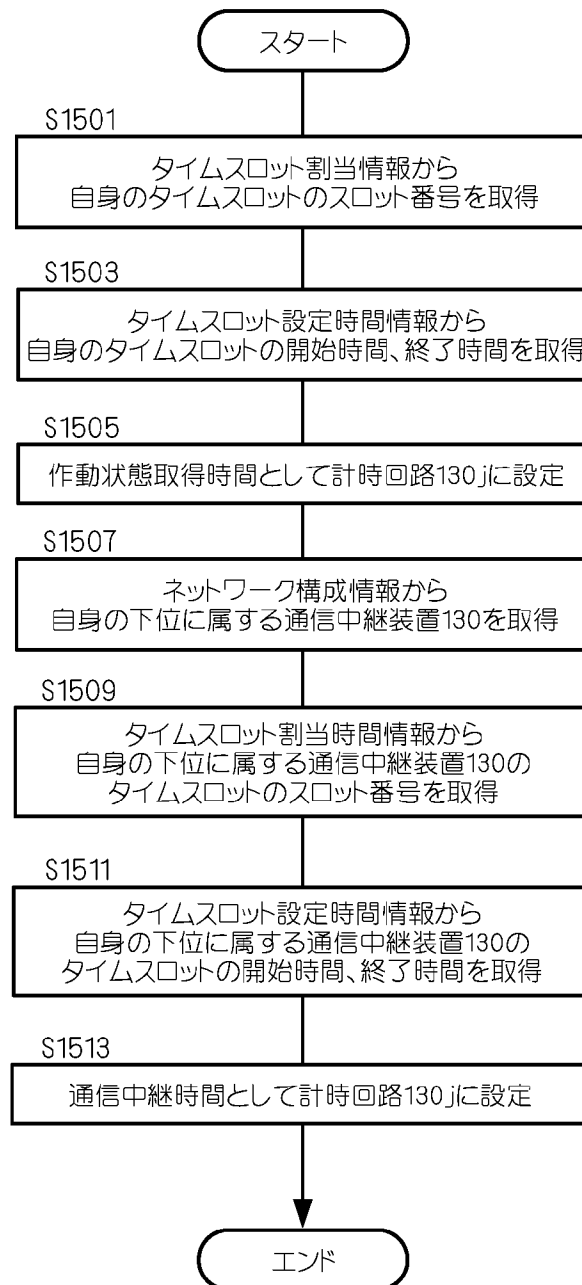 スタート
S1501
タイムスロット割当情報から
自身のタイムスロットのスロット番号を取得
S1503
タイムスロット設定時間情報から
自身のタイムスロットの開始時間、終了時間を取得
S1505
作動状態取得時間として計時回路130jに設定
S1507
ネットワーク構成情報から
自身の下位に属する通信中継装置130を取得
S1509
タイムスロット割当時間情報から
自身の下位に属する通信中継装置130の
タイムスロットのスロット番号を取得
S1511
タイムスロット設定時間情報から
自身の下位に属する通信中継装置130の
タイムスロットの開始時間、終了時間を取得
S1513
通信中継時間として計時回路130jに設定
エンド